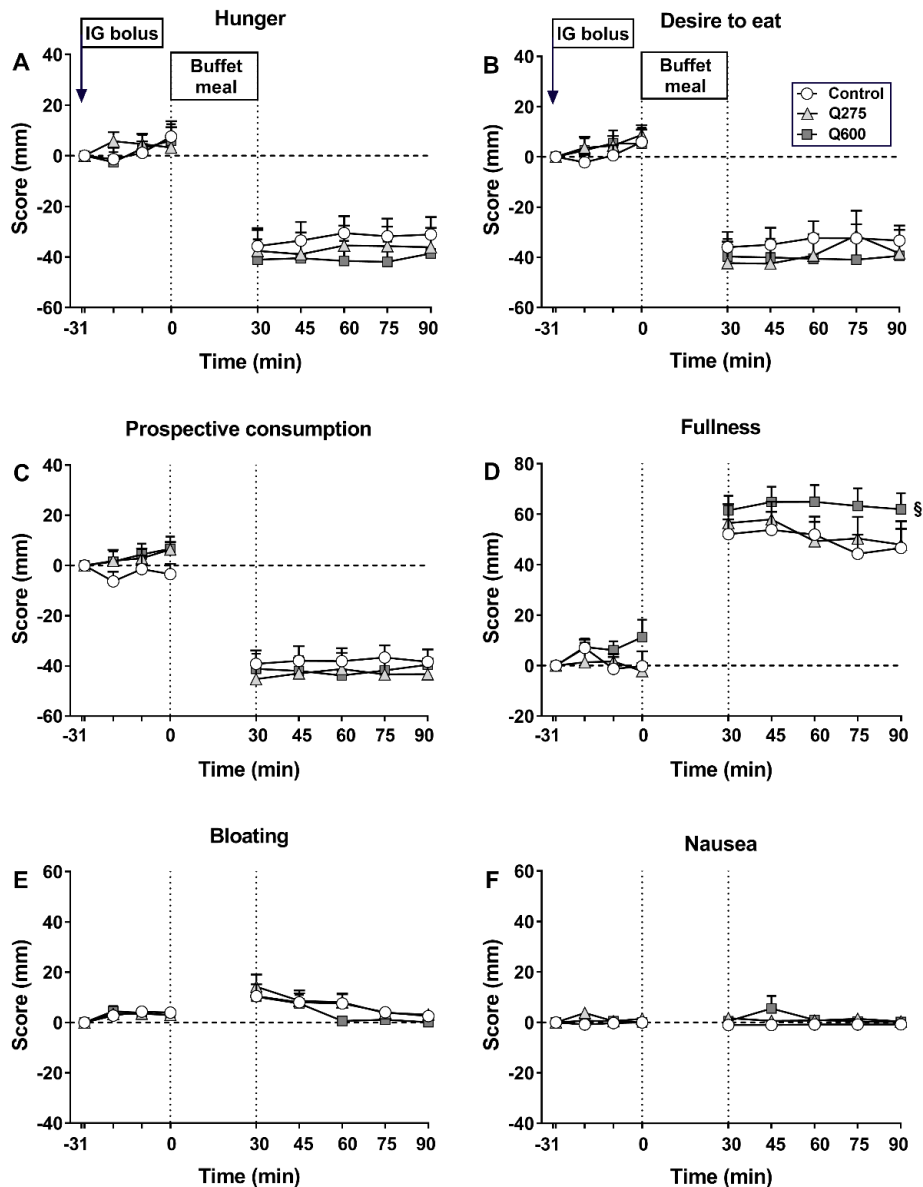 Hunger
IG bolus
A
Buffet
meal
Score (mm)
40
20
0
-20
-40
-60
-31 0 30 45 60 75 90
Time (min)
Desire to eat
IG bolus
B
Buffet
meal
Control
Q275
Q600
Score (mm)
40
20
0
-20
-40
-60
-31 0 30 45 60 75 90
Time (min)
Prospective consumption
C
Score (mm)
40
20
0
-20
-40
-60
-31 0 30 45 60 75 90
Time (min)
Fullness
D
Score (mm)
80
60
40
20
0
-20
§
-31 0 30 45 60 75 90
Time (min)
Bloating
E
Score (mm)
60
40
20
0
-20
-40
-31 0 30 45 60 75 90
Time (min)
Nausea
F
Score (mm)
60
40
20
0
-20
-40
-31 0 30 45 60 75 90
Time (min)